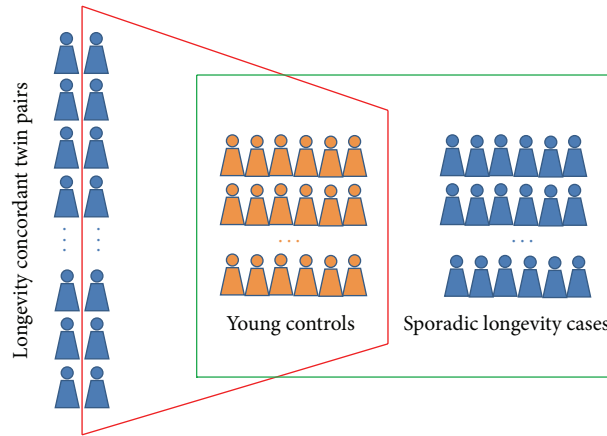 Longevity concordant twin pairs
Young controls
Sporadic longevity cases